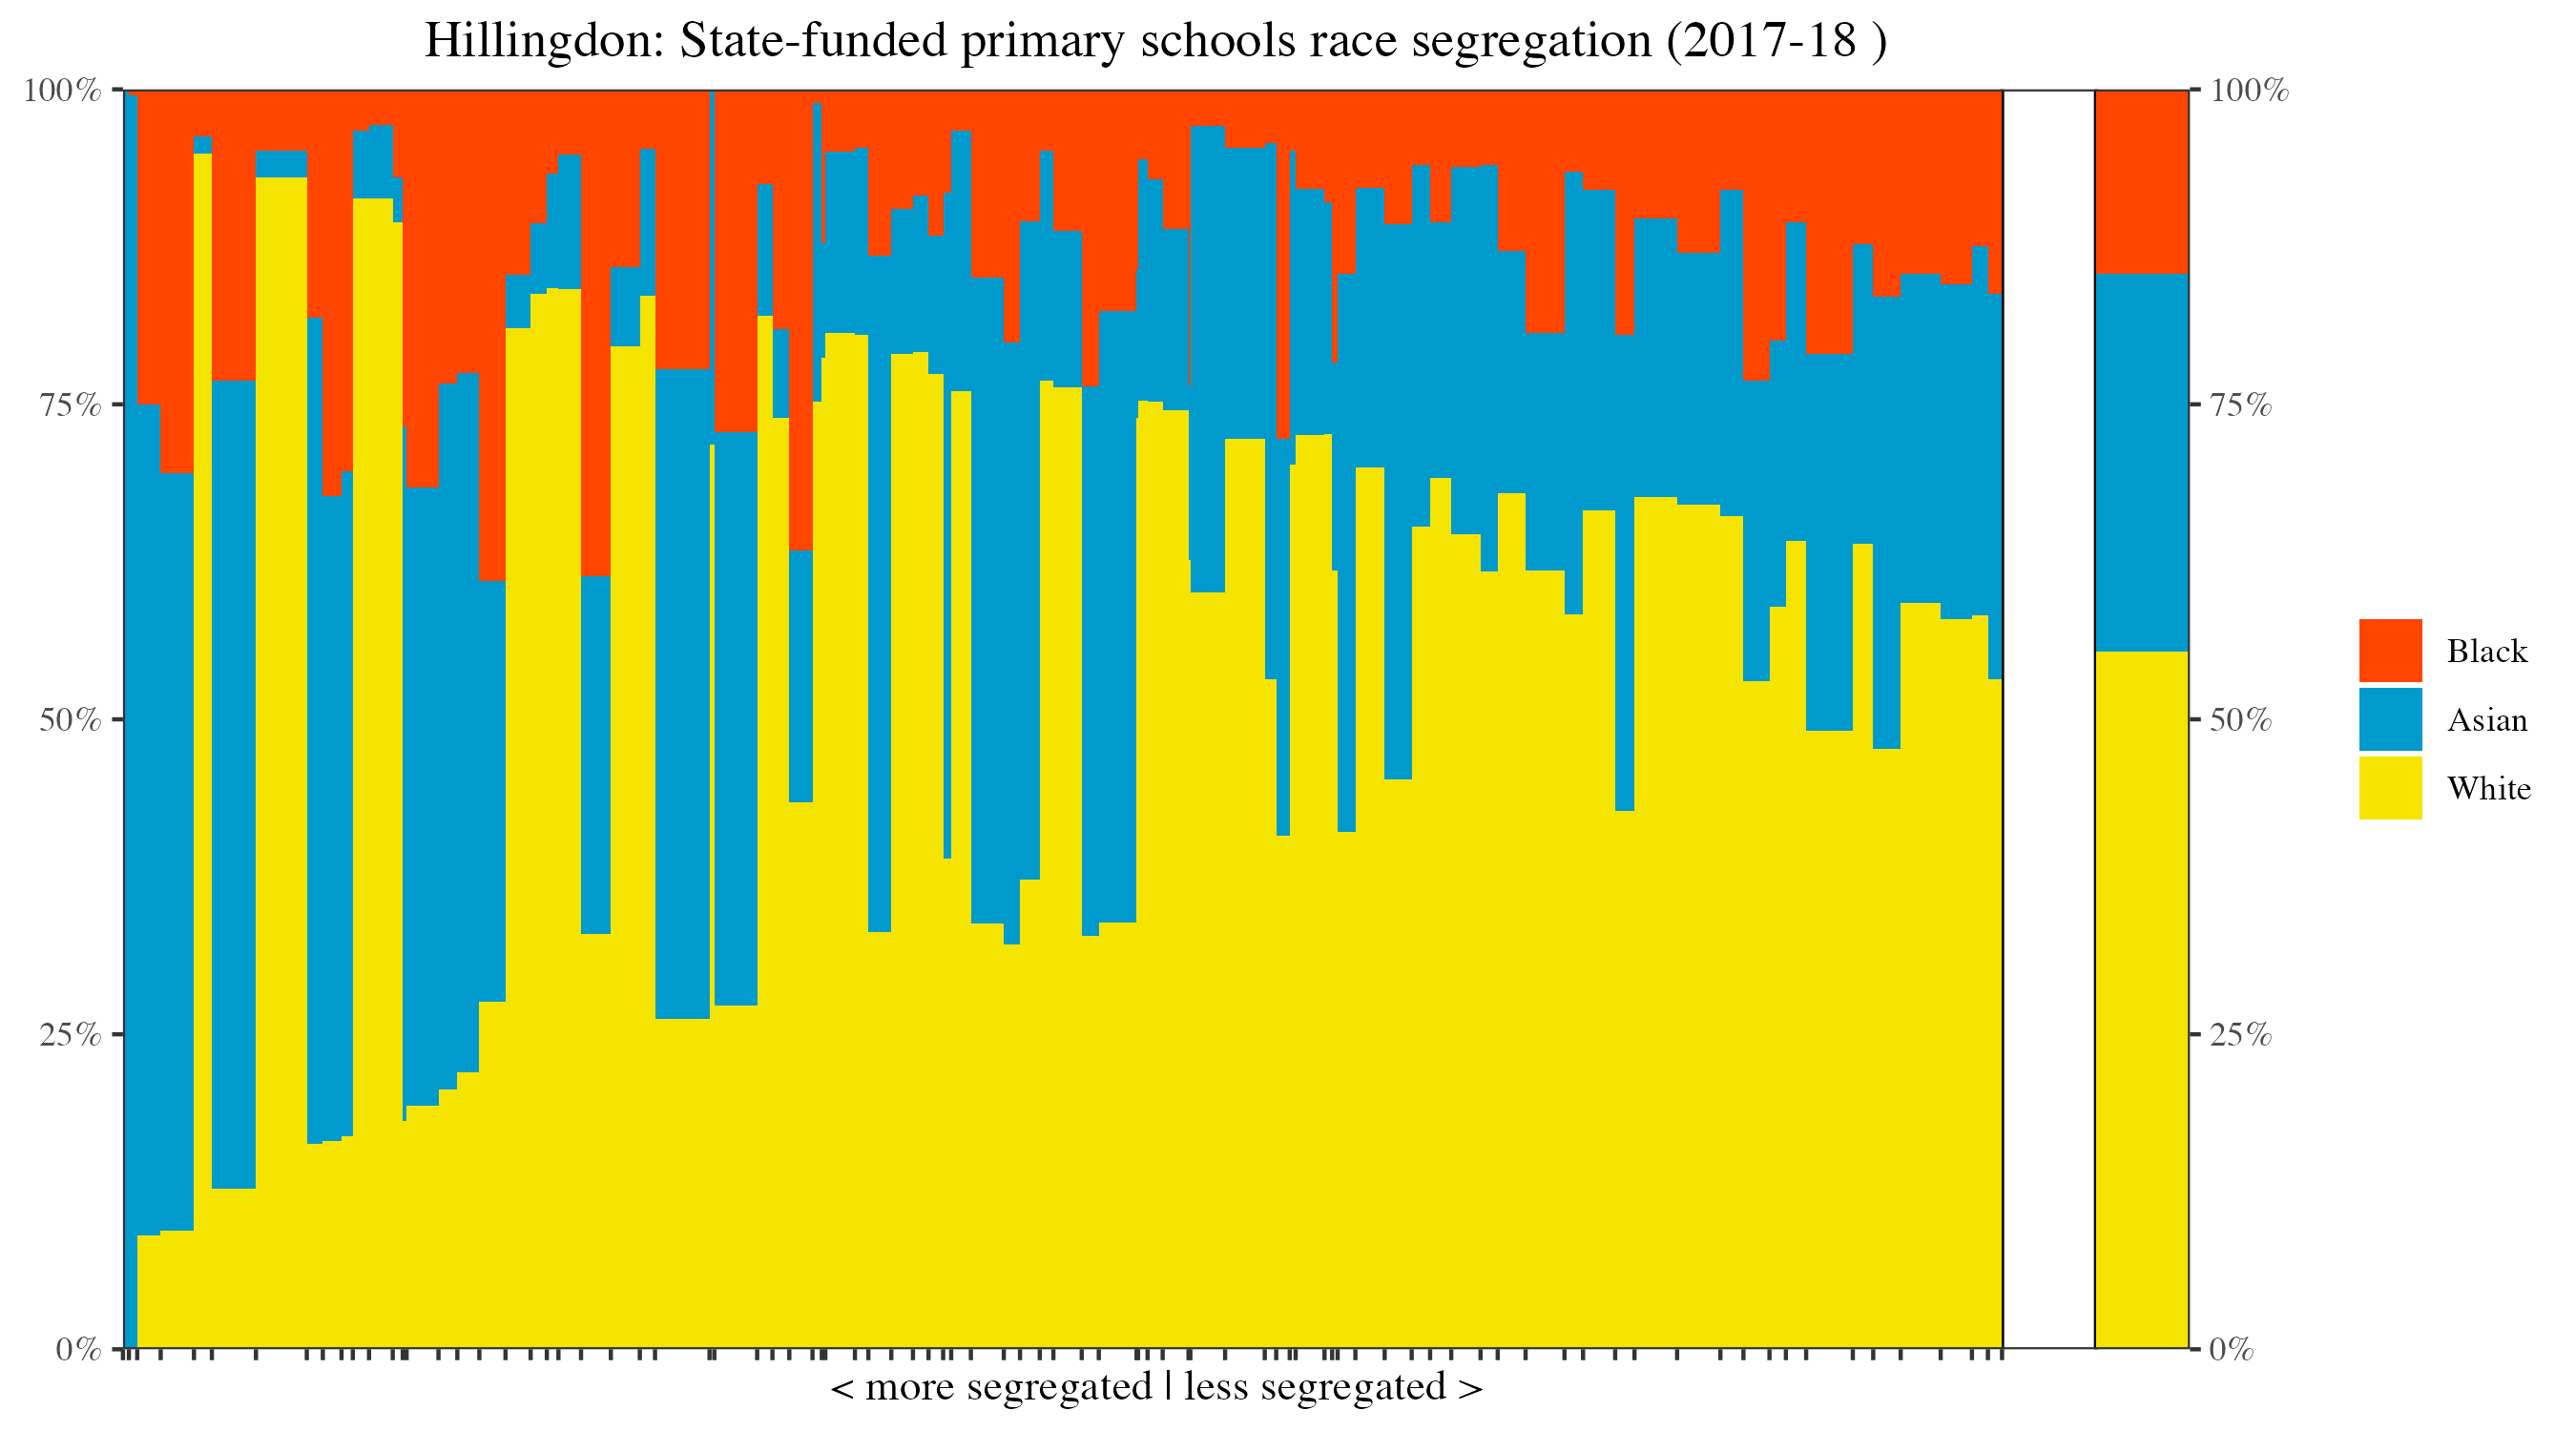 Hillingdon: State-funded primary schools race segregation (2017-18 )
100%
75%
50%
25%
0%
100%
75%
50%
25%
0%
Black
Asian
White
< more segregated | less segregated >